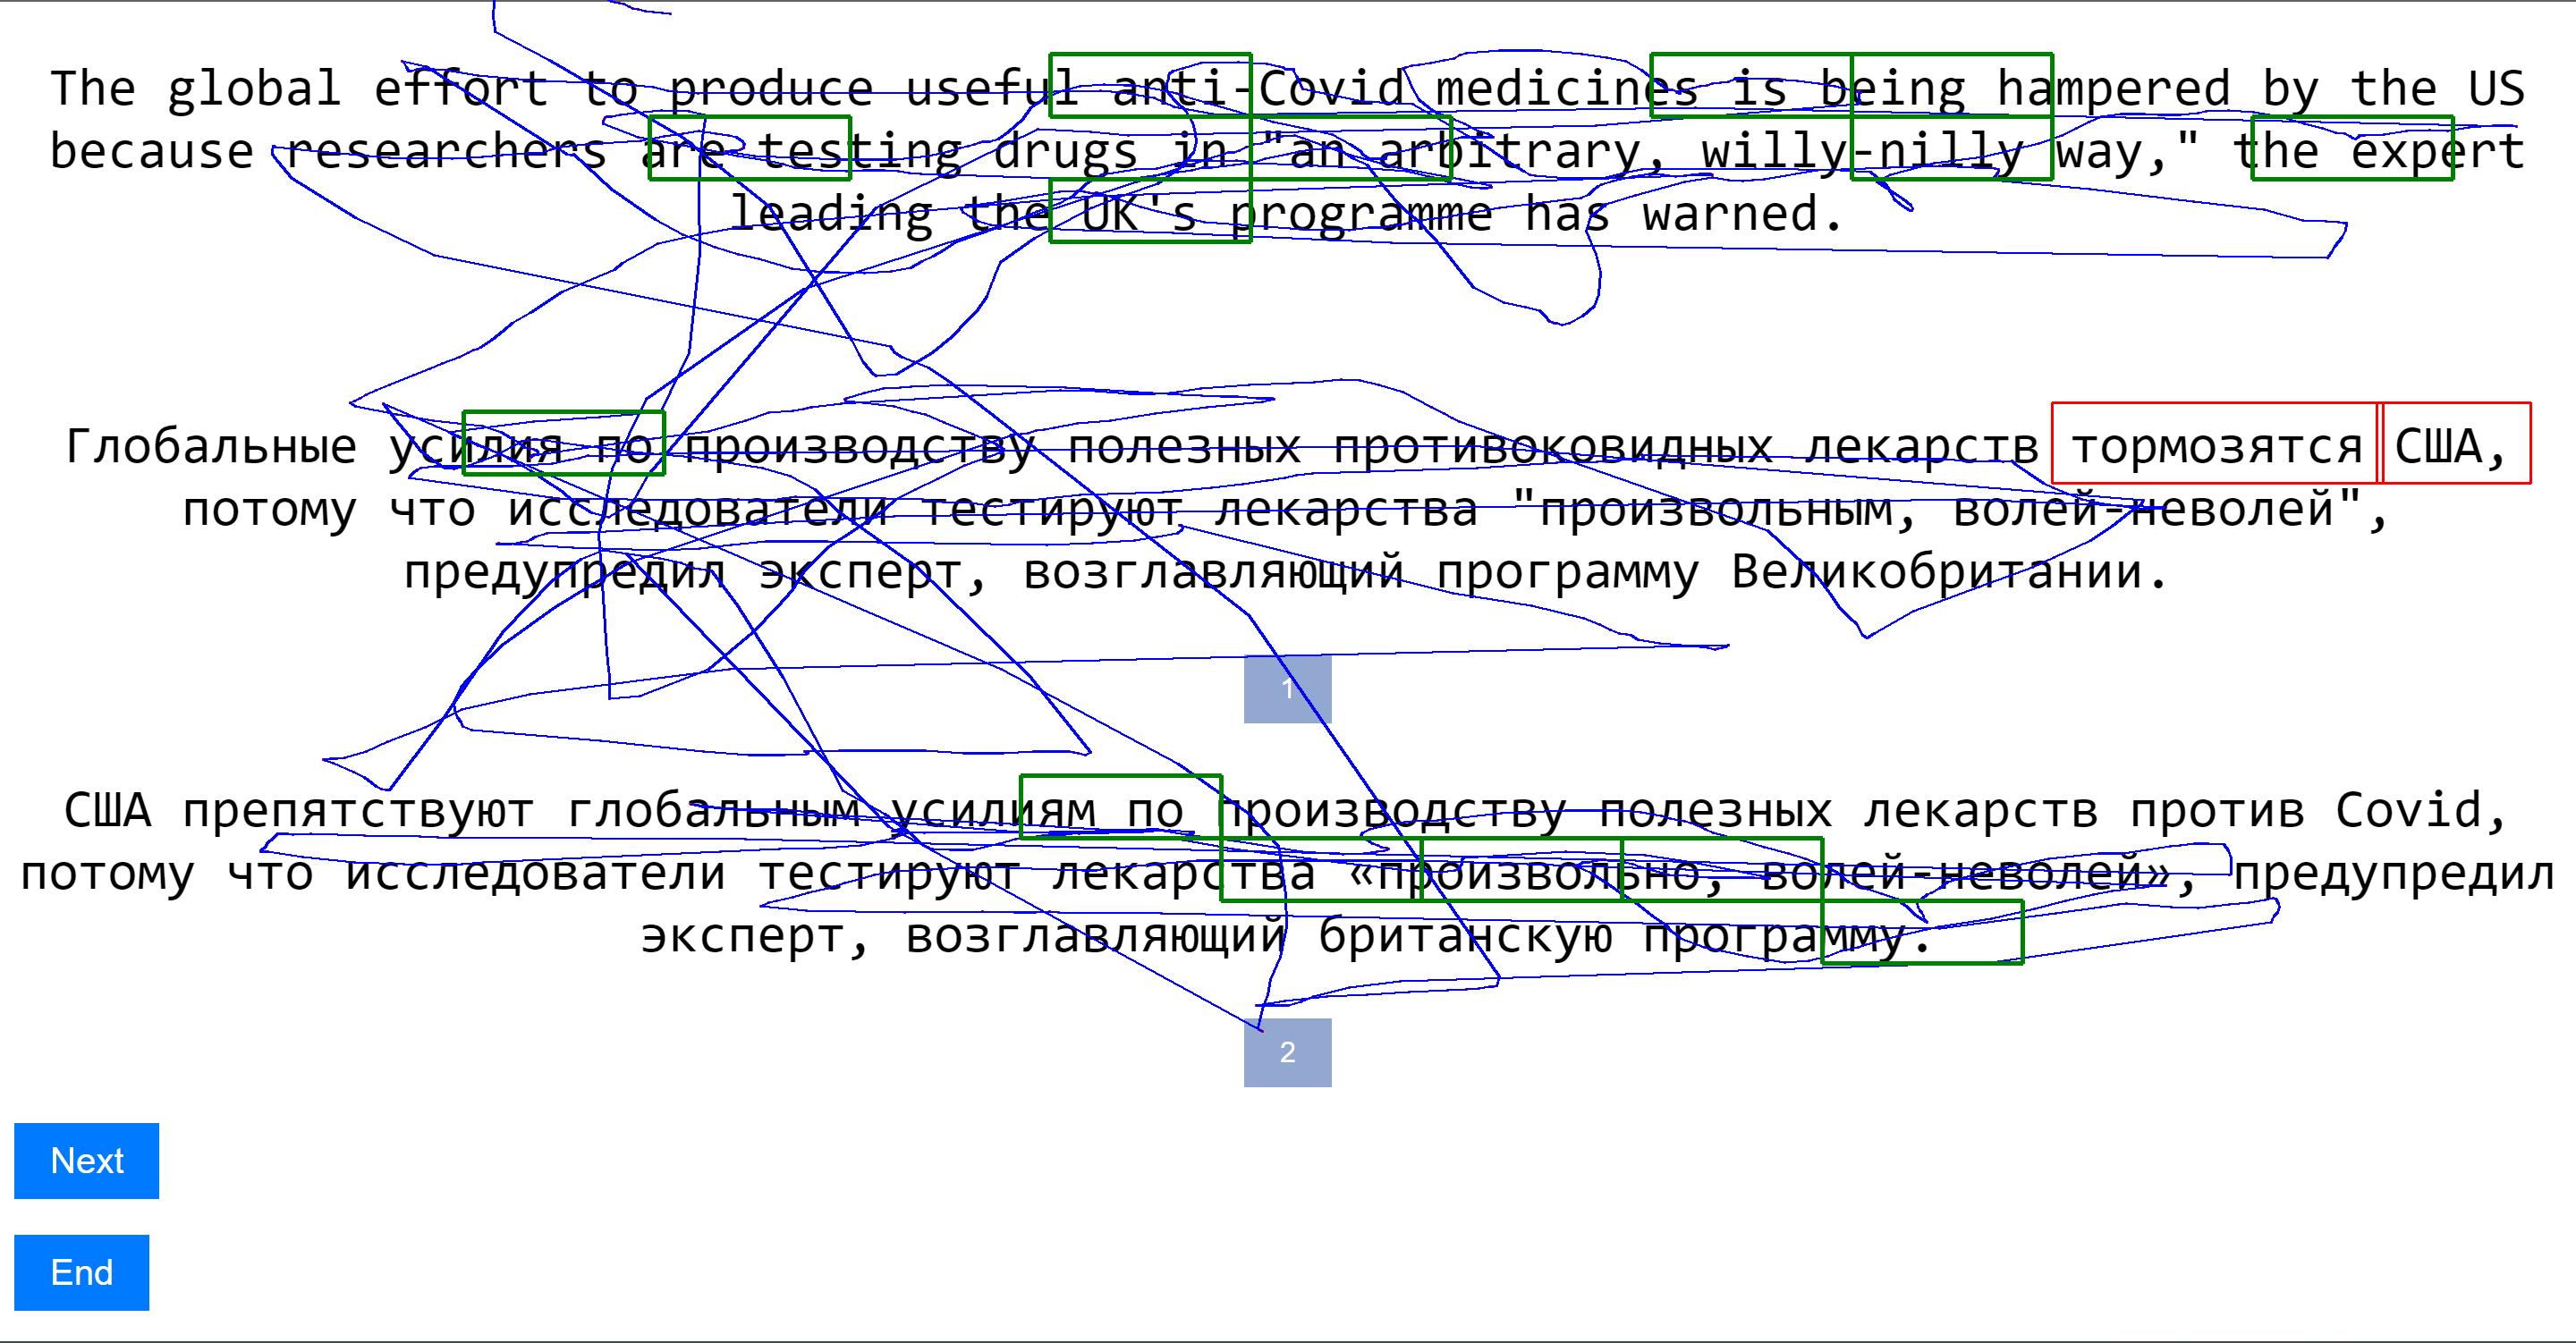 The global effort to produce useful anti-Covid medicines is being hampered by the US
because researchers are testing drugs in "an arbitrary, willy-nilly way," the expert
leading the UK's programme has warned.
Глобальные усилия по производству полезных противоковидных лекарств тормозятся США,
потому что исследователи тестируют лекарства "произвольным, волей-неволей",
предупредил эксперт, возглавляющий программу Великобритании.
1
США препятствуют глобальным усилиям по производству полезных лекарств против Covid,
потому что исследователи тестируют лекарства «произвольно, волей-неволей», предупредил
эксперт, возглавляющий британскую программу.
2
Next
End